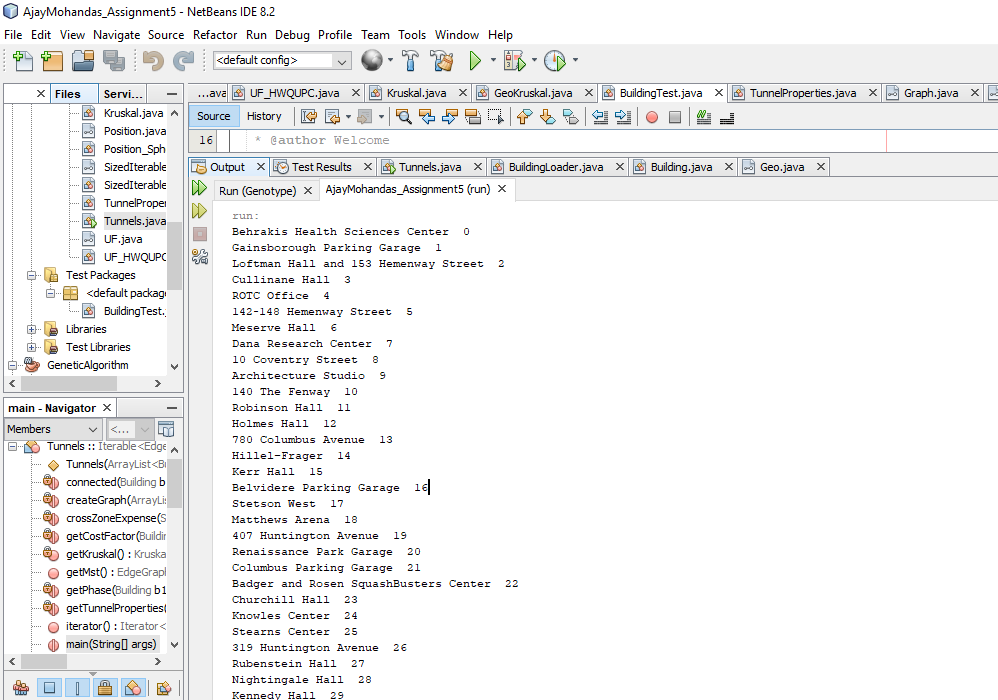 AjayMohandas_Assignment5 - NetBeans IDE 8.2
File Edit View Navigate Source Refactor Run Debug Profile Team Tools Window Help
<default config>
Files Servi...
...ava UF_HWQUPC.java Kruskal.java GeoKruskal.java BuildingTest.java TunnelProperties.java Graph.java
Source History
16 * @author Welcome
Kruskal.java
Position.java
Position_Sph
SizedIterable
SizedIterable
TunnelProper
Tunnels.java
UF.java
UF_HWQUPC
Test Packages
<default packag
BuildingTest.
Libraries
Test Libraries
GeneticAlgorithm
main - Navigator
Members <...
Tunnels :: Iterable<Edge
Tunnels(ArrayList<Bu
connected(Building b
createGraph(ArrayLi
crossZoneExpense(S
getCostFactor(Buildin
getKruskal() : Kruska
getMst() : EdgeGrap
getPhase(Building b1
getTunnelProperties(
iterator() : Iterator<
main(String[] args)
Output Test Results Tunnels.java BuildingLoader.java Building.java Geo.java
Run (Genotype) AjayMohandas_Assignment5 (run)
run:
Behrakis Health Sciences Center 0
Gainsborough Parking Garage 1
Loftman Hall and 153 Hemenway Street 2
Cullinane Hall 3
ROTC Office 4
142-148 Hemenway Street 5
Meserve Hall 6
Dana Research Center 7
10 Coventry Street 8
Architecture Studio 9
140 The Fenway 10
Robinson Hall 11
Holmes Hall 12
780 Columbus Avenue 13
Hillel-Frager 14
Kerr Hall 15
Belvidere Parking Garage 16
Stetson West 17
Matthews Arena 18
407 Huntington Avenue 19
Renaissance Park Garage 20
Columbus Parking Garage 21
Badger and Rosen SquashBusters Center 22
Churchill Hall 23
Knowles Center 24
Stearns Center 25
319 Huntington Avenue 26
Rubenstein Hall 27
Nightingale Hall 28
Kennedy Hall 29